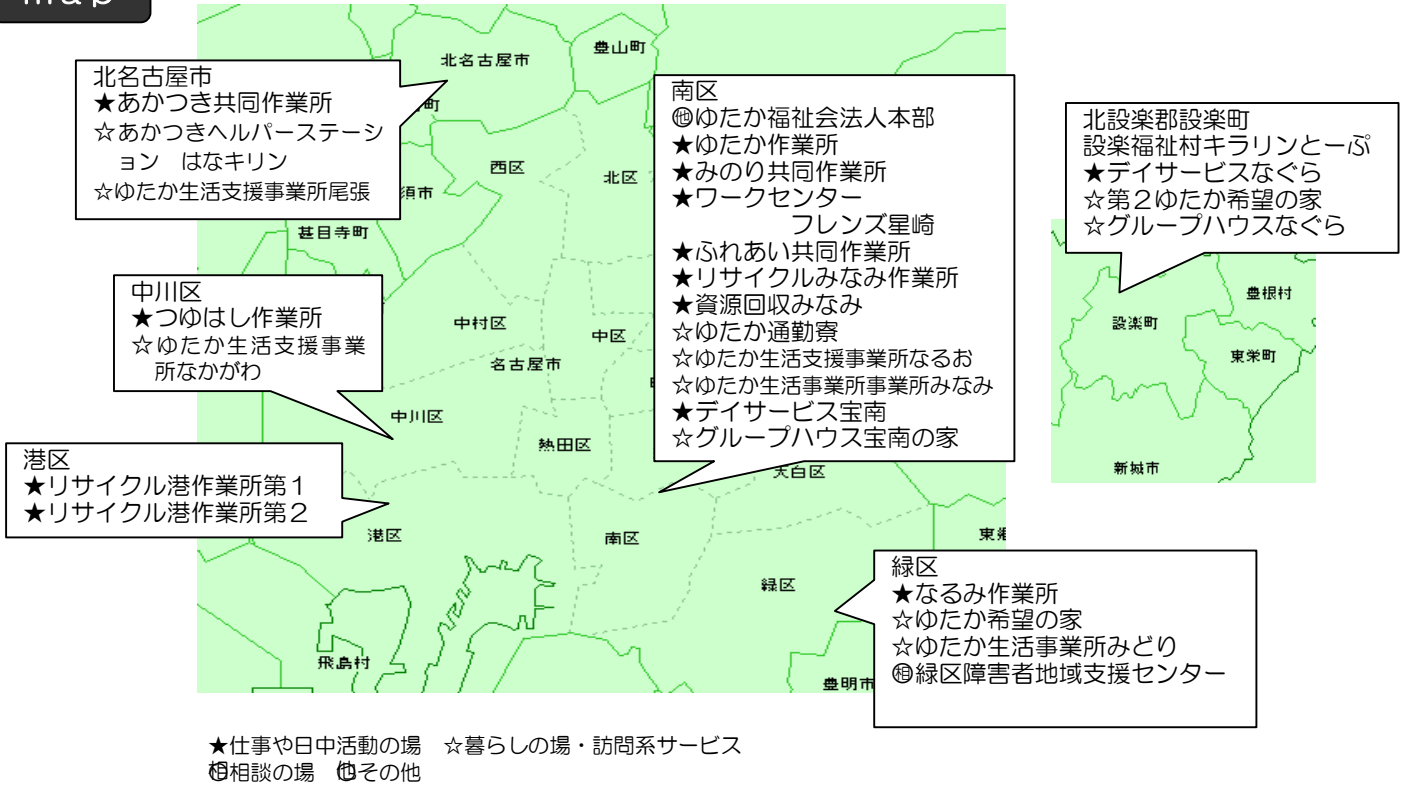 map
北名古屋市
★あかつき共同作業所
☆あかつきヘルパーステーシ
ョン　はなキリン
☆ゆたか生活支援事業所尾張
中川区
★つゆはし作業所
☆ゆたか生活支援事業
所なかがわ
港区
★リサイクル港作業所第１
★リサイクル港作業所第２
南区
㊀ゆたか福祉会法人本部
★ゆたか作業所
★みのり共同作業所
★ワークセンター
フレンズ星崎
★ふれあい共同作業所
★リサイクルみなみ作業所
★資源回収みなみ
☆ゆたか通勤寮
☆ゆたか生活支援事業所なるお
☆ゆたか生活事業所事業所みなみ
★デイサービス宝南
☆グループハウス宝南の家
北設楽郡設楽町
設楽福祉村キラリンとーぷ
★デイサービスなぐら
☆第２ゆたか希望の家
☆グループハウスなぐら
緑区
★なるみ作業所
☆ゆたか希望の家
☆ゆたか生活事業所みどり
相緑区障害者地域支援センター
北名古屋市
豊山町
町
西区
北区
須市
甚目寺町
中村区
中区
名古屋市
中川区
熱田区
天白区
港区
南区
緑区
東郷
飛島村
豊明市
豊根村
設楽町
東栄町
新城市
★仕事や日中活動の場　☆暮らしの場・訪問系サービス
相相談の場　他その他